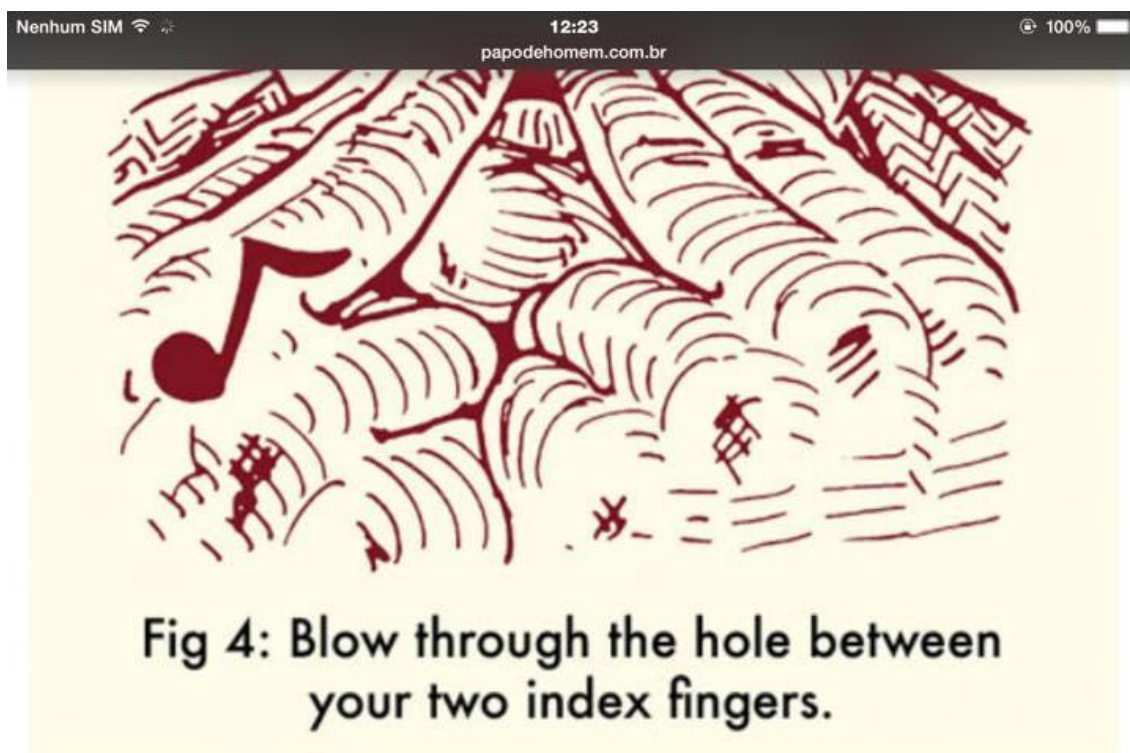 Nenhum SIM 12:23 100%
papodehomem.com.br
Fig 4: Blow through the hole between
your two index fingers.